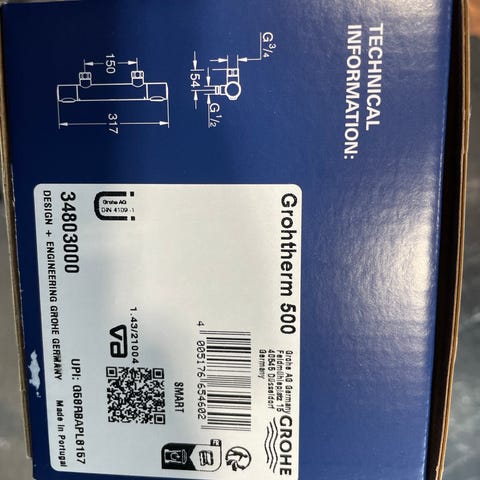 TECHNICAL
INFORMATION:
G 3/4
150
54
G 1/2
317
Grohtherm 500
GROHE
Grohe AG Germany
Feldmühleplatz 15
40545 Düsseldorf
Germany
4 005176 654602
SMART
1.43/21004
va
Grohe AG
DIN 4109-1
34803000
DESIGN + ENGINEERING GROHE GERMANY
UPI: Q68RBAPL8157
Made in Portugal